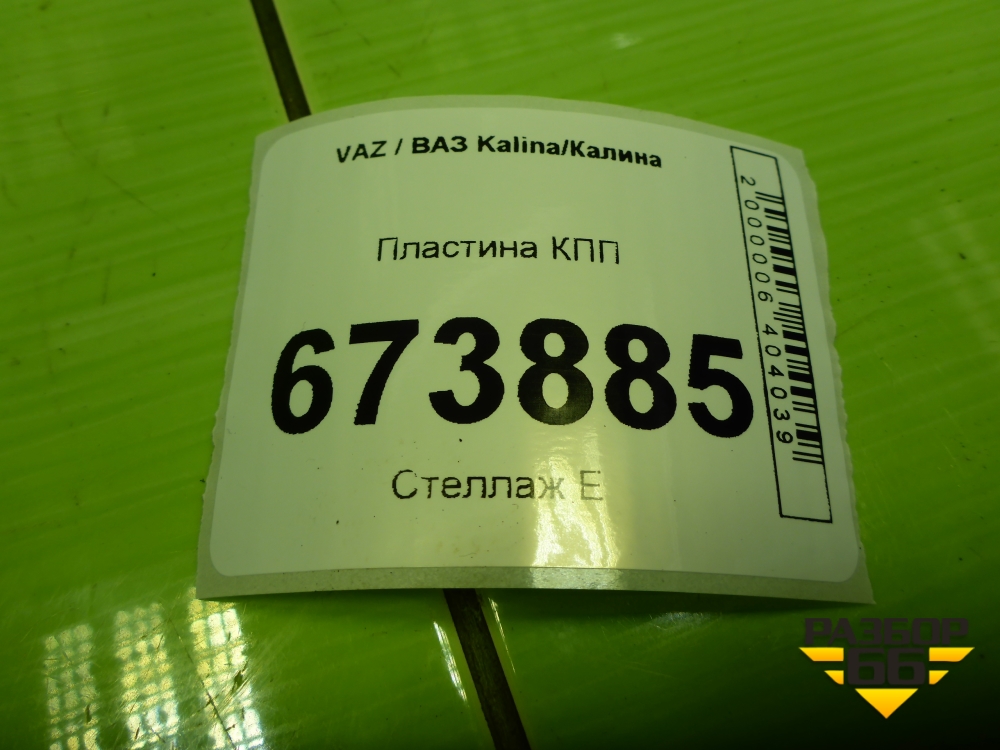 VAZ / ВАЗ Kalina/Калина
Пластина КПП
673885
Стеллаж Е
2000006404039
РАЗБОР
66